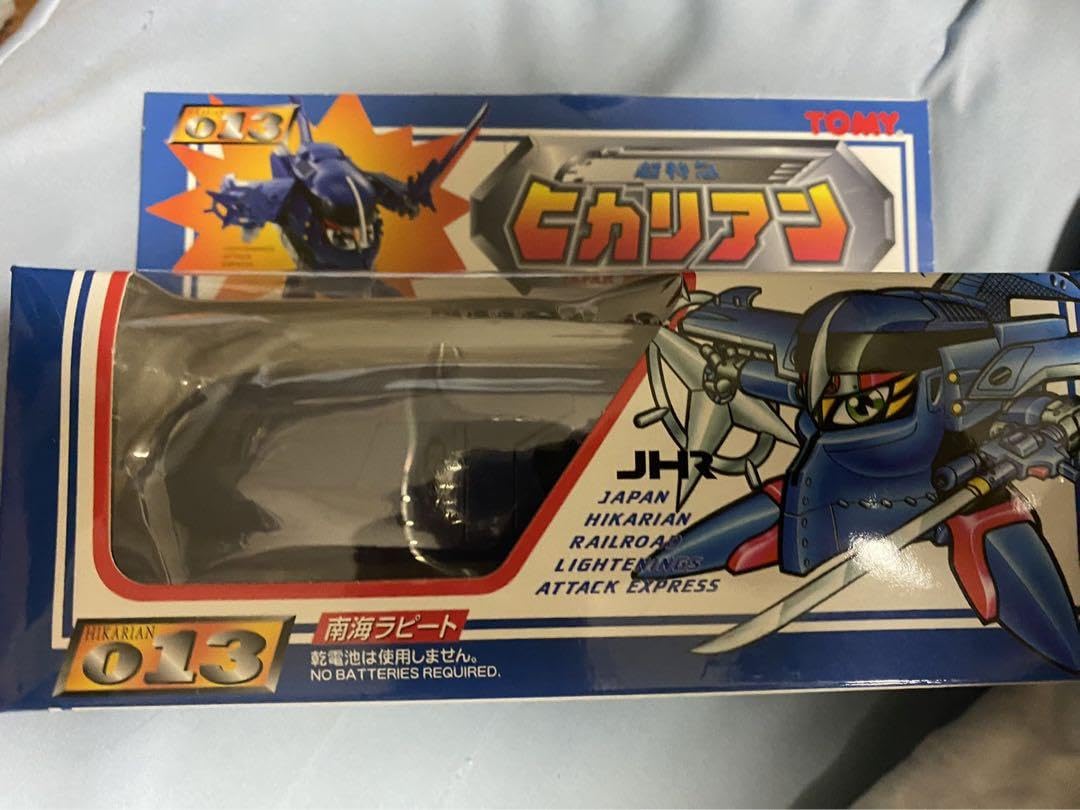 013
TOMY
超特急
ヒカリアン
JHR
JAPAN
HIKARIAN
RAILROAD
LIGHTENINGS
ATTACK EXPRESS
HIKARIAN
013
南海ラピート
乾電池は使用しません。
NO BATTERIES REQUIRED.